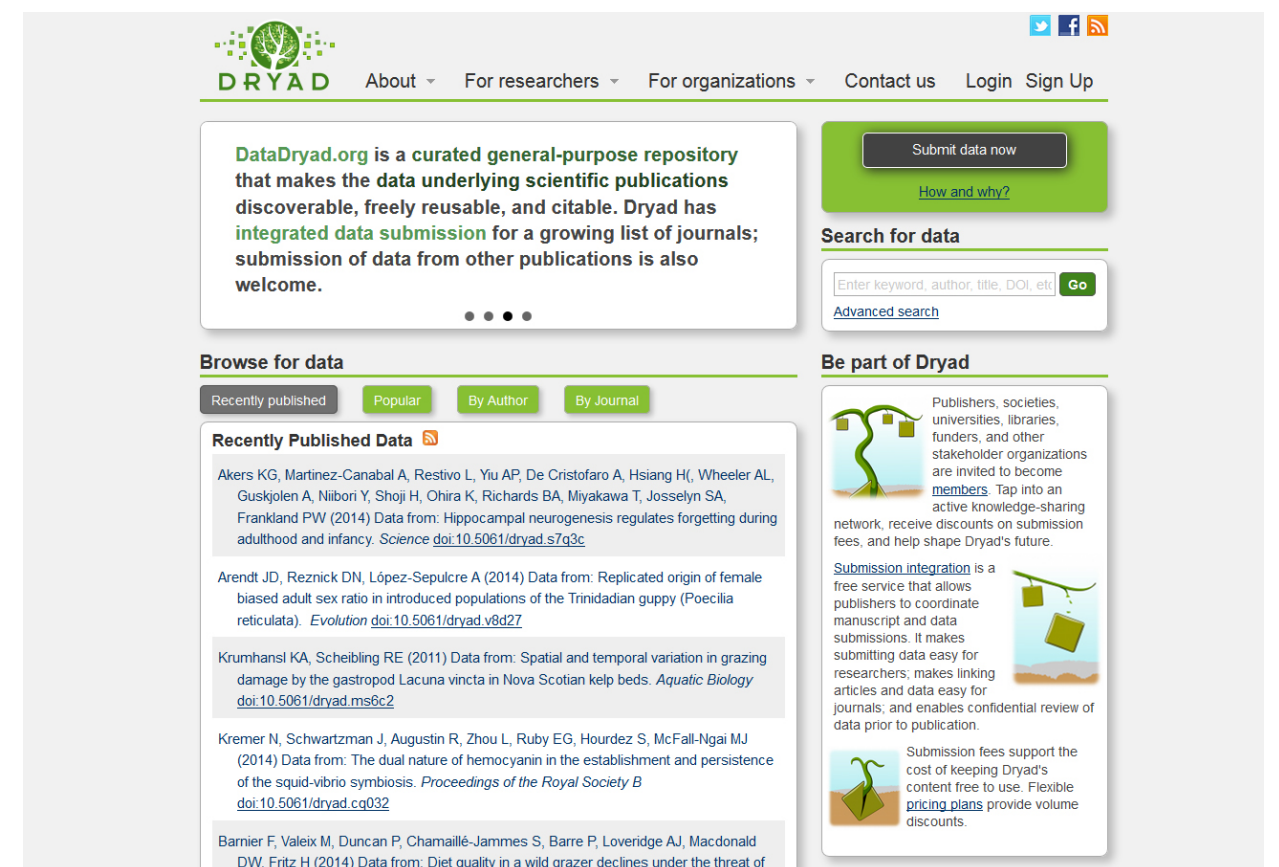 DRYAD
About
For researchers
For organizations
Contact us
Login
Sign Up
DataDryad.org is a curated general-purpose repository
that makes the data underlying scientific publications
discoverable, freely reusable, and citable. Dryad has
integrated data submission for a growing list of journals;
submission of data from other publications is also
welcome.
Submit data now
How and why?
Search for data
Enter keyword, author, title, DOI, etc
Go
Advanced search
Browse for data
Recently published
Popular
By Author
By Journal
Recently Published Data
Akers KG, Martinez-Canabal A, Restivo L, Yiu AP, De Cristofaro A, Hsiang H(, Wheeler AL,
Guskjolen A, Niibori Y, Shoji H, Ohira K, Richards BA, Miyakawa T, Josselyn SA,
Frankland PW (2014) Data from: Hippocampal neurogenesis regulates forgetting during
adulthood and infancy. Science doi:10.5061/dryad.s7q3c
Arendt JD, Reznick DN, López-Sepulcre A (2014) Data from: Replicated origin of female
biased adult sex ratio in introduced populations of the Trinidadian guppy (Poecilia
reticulata). Evolution doi:10.5061/dryad.v8d27
Krumhansl KA, Scheibling RE (2011) Data from: Spatial and temporal variation in grazing
damage by the gastropod Lacuna vincta in Nova Scotian kelp beds. Aquatic Biology
doi:10.5061/dryad.ms6c2
Kremer N, Schwartzman J, Augustin R, Zhou L, Ruby EG, Hourdez S, McFall-Ngai MJ
(2014) Data from: The dual nature of hemocyanin in the establishment and persistence
of the squid-vibrio symbiosis. Proceedings of the Royal Society B
doi:10.5061/dryad.cq032
Barnier F, Valeix M, Duncan P, Chamaillé-Jammes S, Barre P, Loveridge AJ, Macdonald
DW, Fritz H (2014) Data from: Diet quality in a wild grazer declines under the threat of
Be part of Dryad
Publishers, societies,
universities, libraries,
funders, and other
stakeholder organizations
are invited to become
members. Tap into an
active knowledge-sharing
network, receive discounts on submission
fees, and help shape Dryad's future.
Submission integration is a
free service that allows
publishers to coordinate
manuscript and data
submissions. It makes
submitting data easy for
researchers; makes linking
articles and data easy for
journals; and enables confidential review of
data prior to publication.
Submission fees support the
cost of keeping Dryad's
content free to use. Flexible
pricing plans provide volume
discounts.